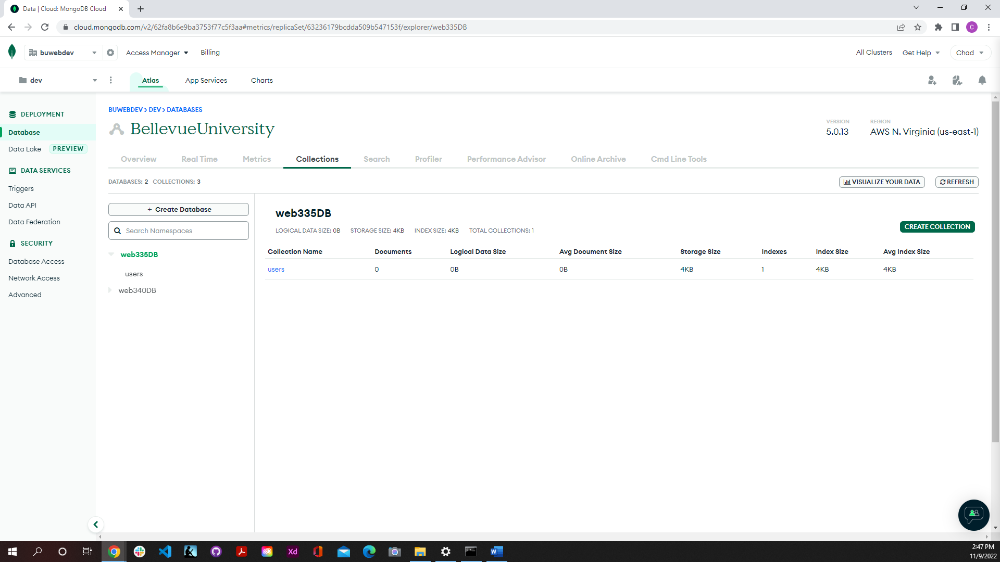 Data | Cloud: MongoDB Cloud
cloud.mongodb.com/v2/62fa8b6e9ba3753f77c5f3aa#metrics/replicaSet/63236179bcdda509b547153f/explorer/web335DB
C
buwebdev Access Manager Billing All Clusters Get Help Chad
dev Atlas App Services Charts
DEPLOYMENT
Database
Data Lake PREVIEW
DATA SERVICES
Triggers
Data API
Data Federation
SECURITY
Database Access
Network Access
Advanced
BUWEBDEV > DEV > DATABASES
BellevueUniversity
VERSION REGION
5.0.13 AWS N. Virginia (us-east-1)
Overview Real Time Metrics Collections Search Profiler Performance Advisor Online Archive Cmd Line Tools
DATABASES: 2 COLLECTIONS: 3 VISUALIZE YOUR DATA REFRESH
+ Create Database
Search Namespaces
web335DB
users
web340DB
web335DB
LOGICAL DATA SIZE: 0B STORAGE SIZE: 4KB INDEX SIZE: 4KB TOTAL COLLECTIONS: 1
CREATE COLLECTION
Collection Name Documents Logical Data Size Avg Document Size Storage Size Indexes Index Size Avg Index Size
users 0 0B 0B 4KB 1 4KB 4KB
Xd
W
2:47 PM
11/9/2022